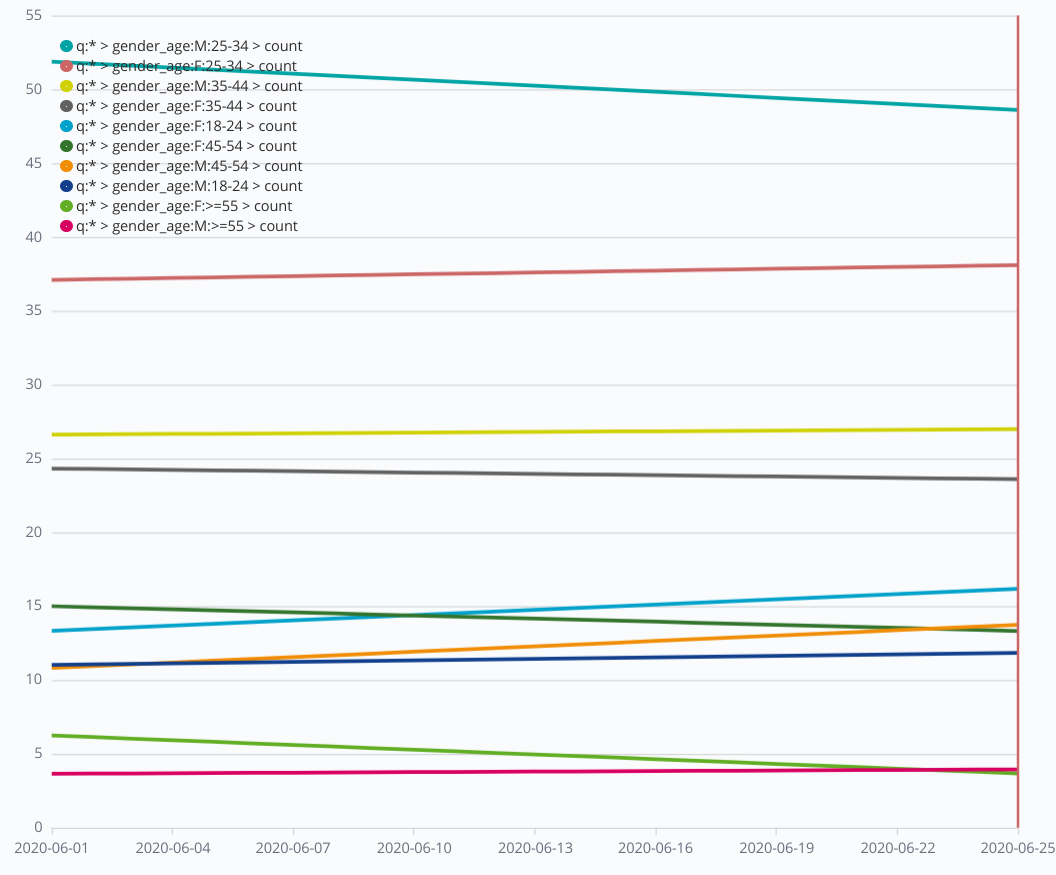 55
q:* > gender_age:M:25-34 > count
q:* > gender_age:F:25-34 > count
50
q:* > gender_age:M:35-44 > count
q:* > gender_age:F:35-44 > count
q:* > gender_age:F:18-24 > count
q:* > gender_age:F:45-54 > count
45
q:* > gender_age:M:45-54 > count
q:* > gender_age:M:18-24 > count
q:* > gender_age:F:>=55 > count
q:* > gender_age:M:>=55 > count
40
35
30
25
20
15
10
5
0
2020-06-01 2020-06-04 2020-06-07 2020-06-10 2020-06-13 2020-06-16 2020-06-19 2020-06-22 2020-06-25